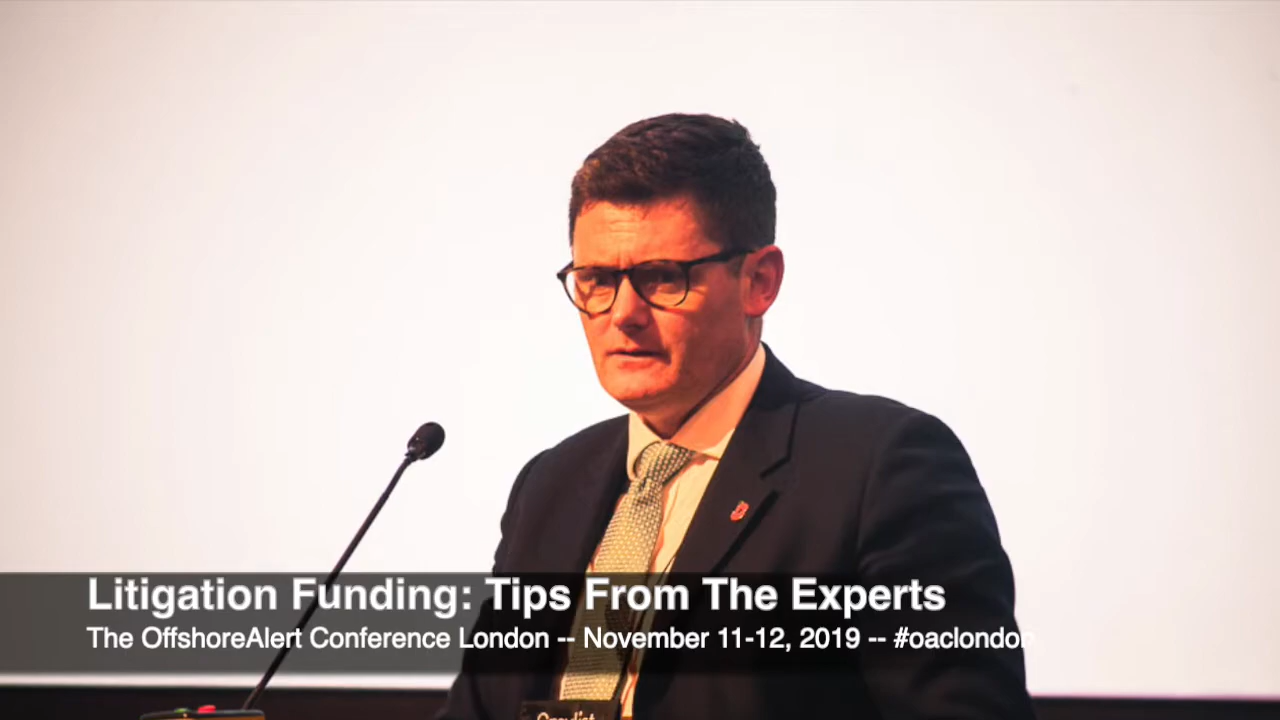 Litigation Funding: Tips From The Experts
The OffshoreAlert Conference London -- November 11-12, 2019 -- #oaclondon